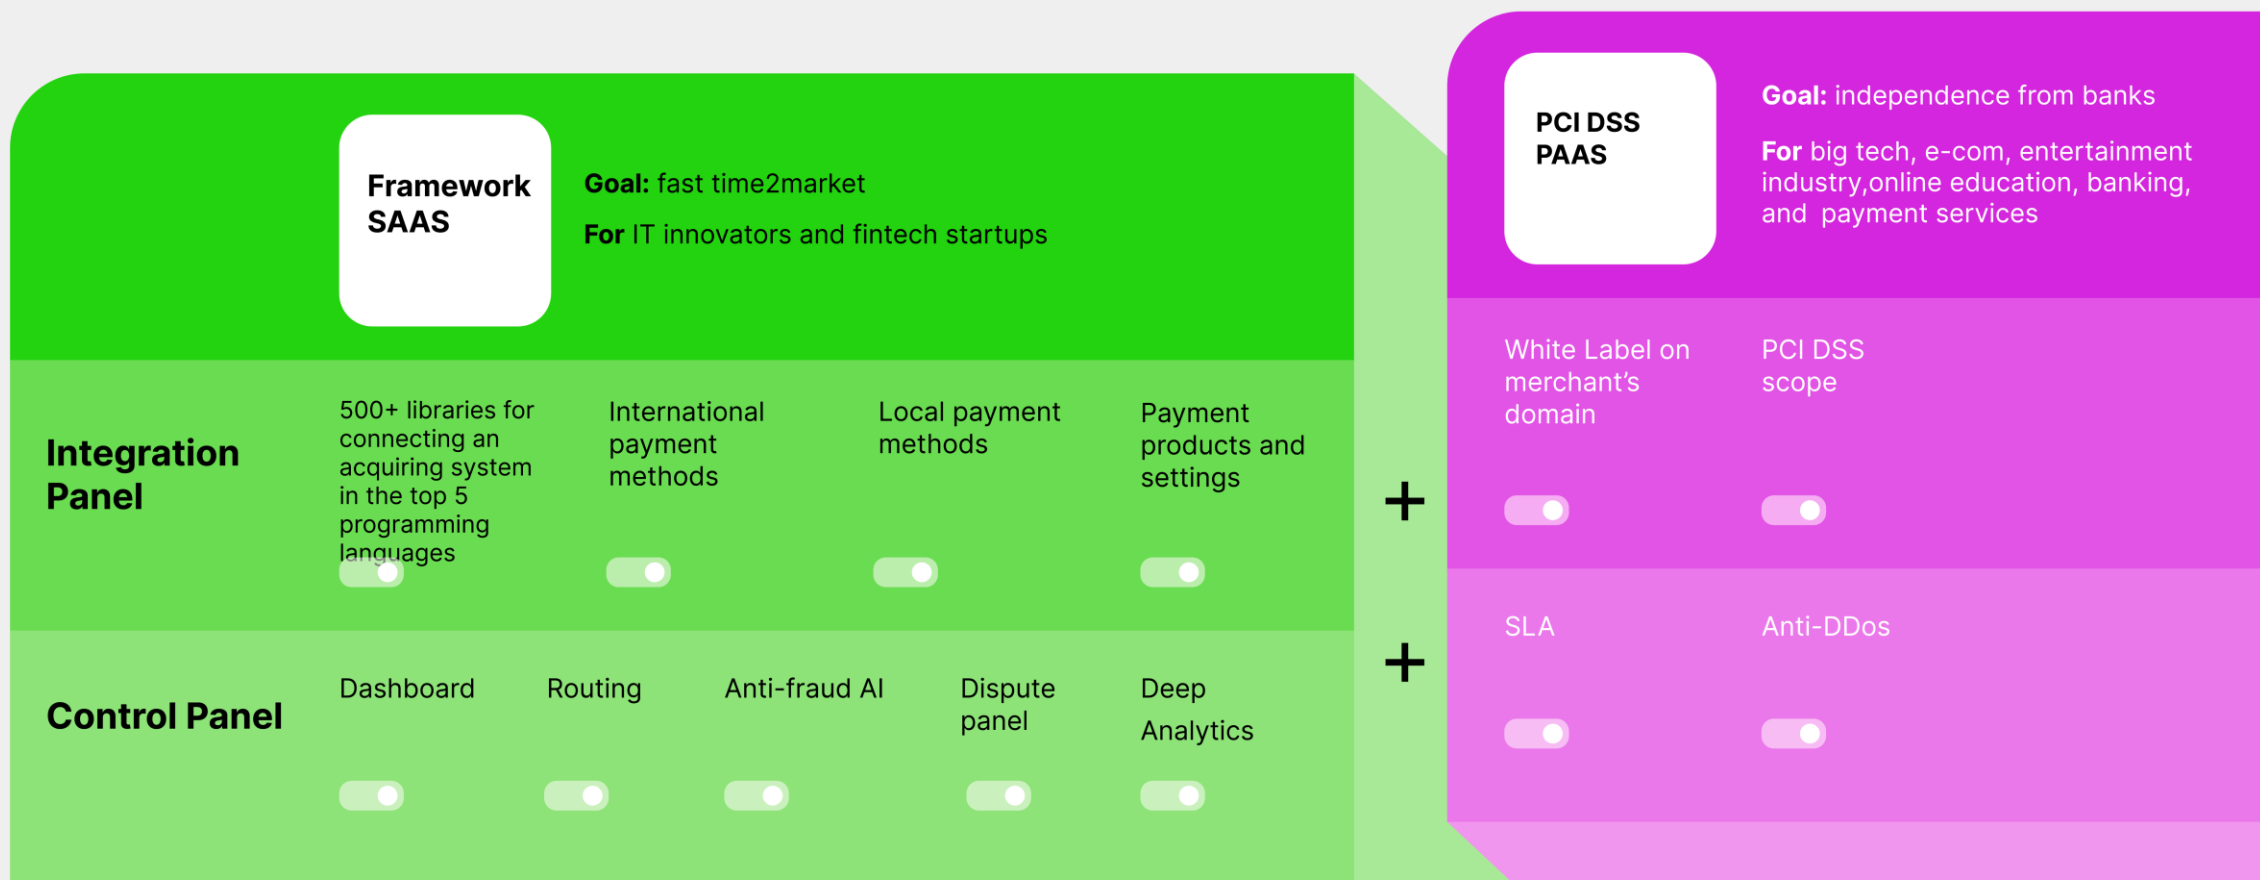 Framework
SAAS
Goal: fast time2market
For IT innovators and fintech startups
Integration
Panel
500+ libraries for
connecting an
acquiring system
in the top 5
programming
languages
International
payment
methods
Local payment
methods
Payment
products and
settings
Control Panel
Dashboard
Routing
Anti-fraud AI
Dispute
panel
Deep
Analytics
+
+
PCI DSS
PAAS
Goal: independence from banks
For big tech, e-com, entertainment
industry,online education, banking,
and  payment services
White Label on
merchant’s
domain
PCI DSS
scope
SLA
Anti-DDos